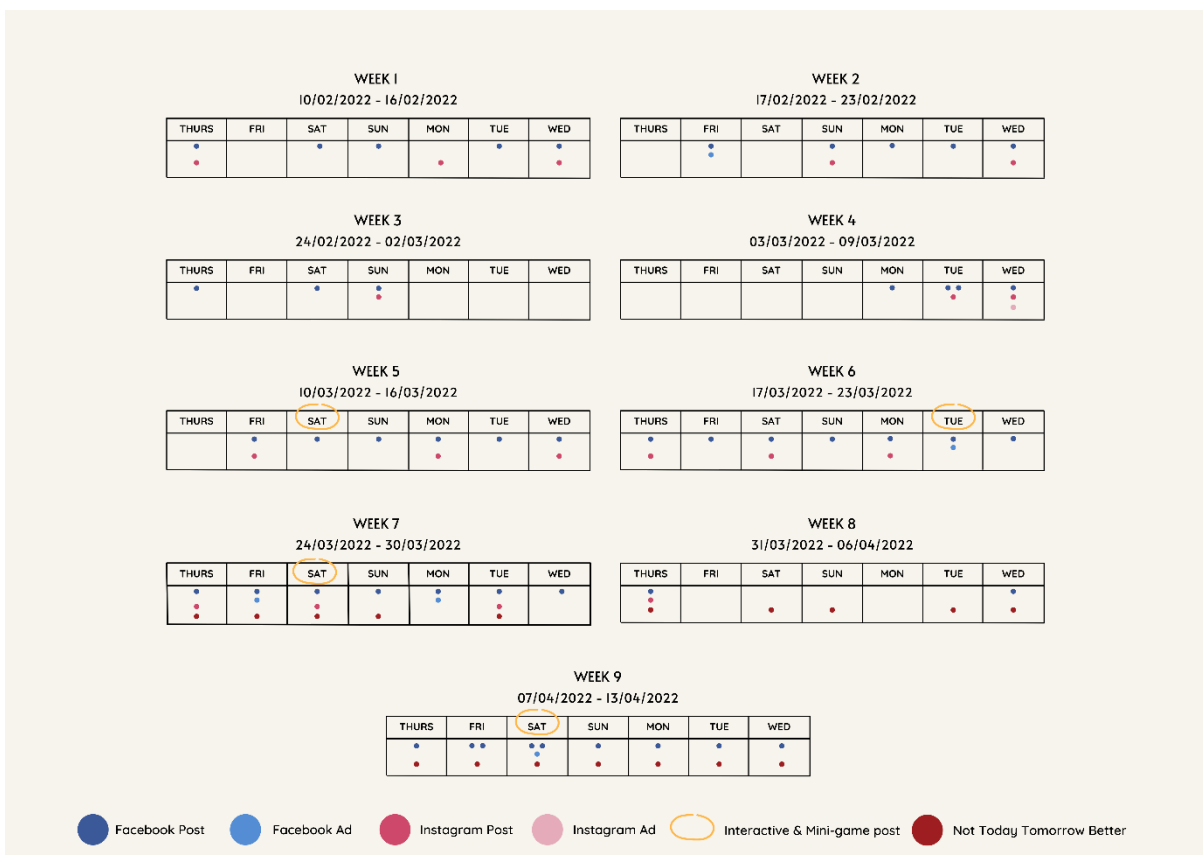 WEEK 1
10/02/2022 - 16/02/2022
THURS FRI SAT SUN MON TUE WED
WEEK 2
17/02/2022 - 23/02/2022
THURS FRI SAT SUN MON TUE WED
WEEK 3
24/02/2022 - 02/03/2022
THURS FRI SAT SUN MON TUE WED
WEEK 4
03/03/2022 - 09/03/2022
THURS FRI SAT SUN MON TUE WED
WEEK 5
10/03/2022 - 16/03/2022
THURS FRI SAT SUN MON TUE WED
WEEK 6
17/03/2022 - 23/03/2022
THURS FRI SAT SUN MON TUE WED
WEEK 7
24/03/2022 - 30/03/2022
THURS FRI SAT SUN MON TUE WED
WEEK 8
31/03/2022 - 06/04/2022
THURS FRI SAT SUN MON TUE WED
WEEK 9
07/04/2022 - 13/04/2022
THURS FRI SAT SUN MON TUE WED
Facebook Post Facebook Ad Instagram Post Instagram Ad Interactive & Mini-game post Not Today Tomorrow Better